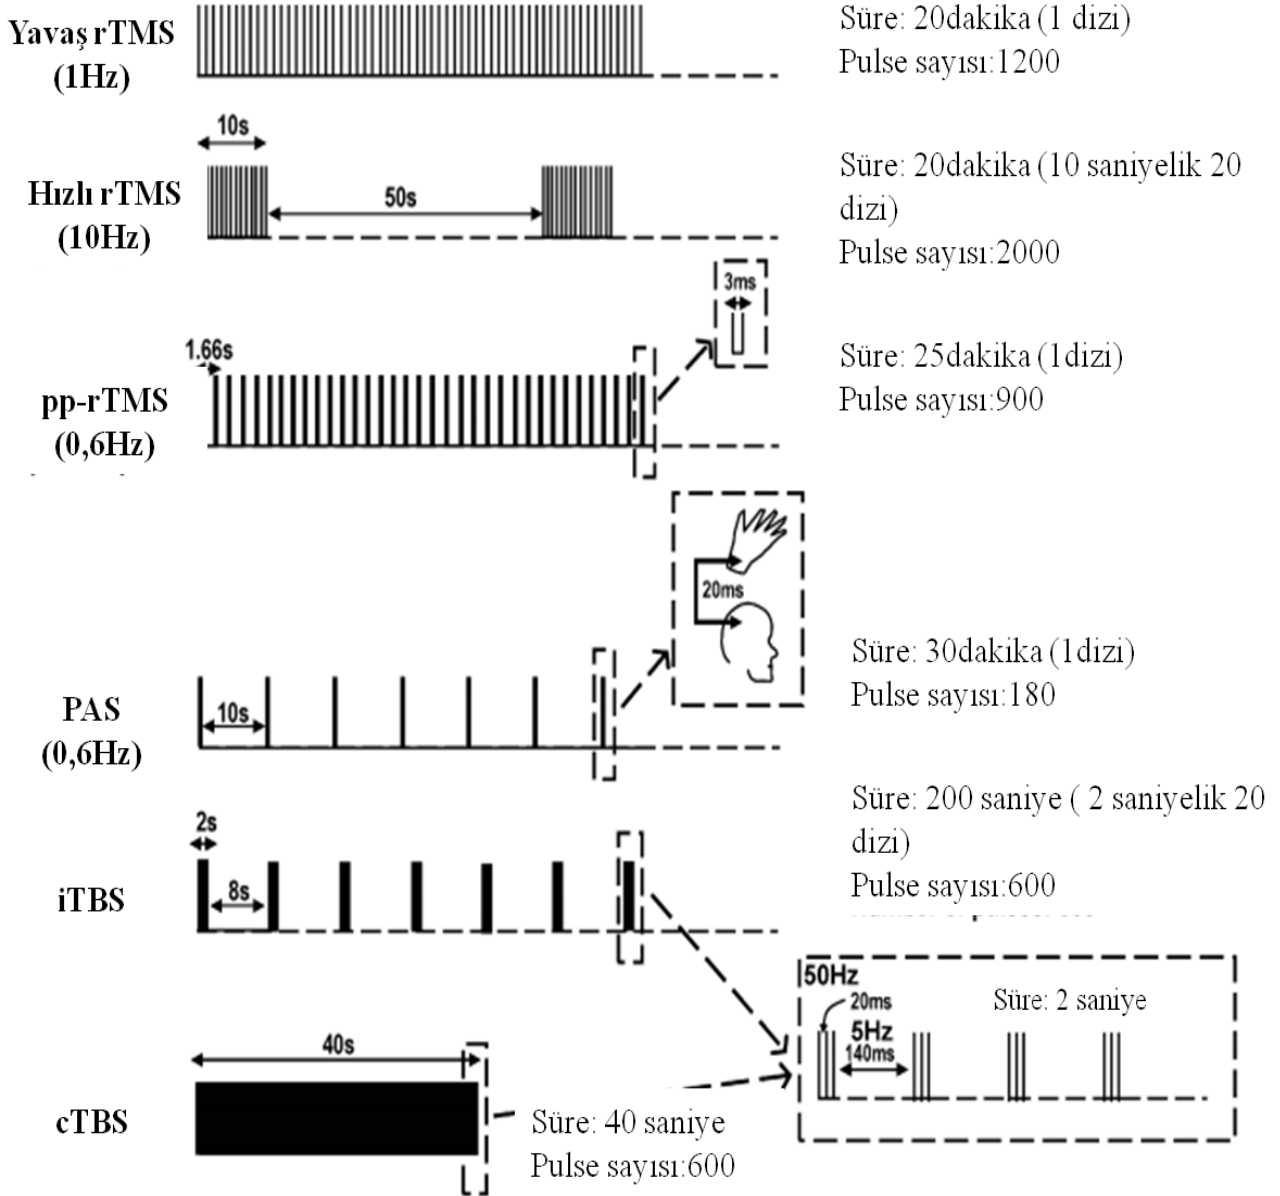 Yavaş rTMS
(1Hz)
Süre: 20dakika (1 dizi)
Pulse sayısı:1200
10s
50s
Hızlı rTMS
(10Hz)
Süre: 20dakika (10 saniyelik 20
dizi)
Pulse sayısı:2000
3ms
1.66s
pp-rTMS
(0,6Hz)
Süre: 25dakika (1dizi)
Pulse sayısı:900
20ms
10s
PAS
(0,6Hz)
Süre: 30dakika (1dizi)
Pulse sayısı:180
2s
8s
iTBS
Süre: 200 saniye ( 2 saniyelik 20
dizi)
Pulse sayısı:600
50Hz
20ms
5Hz
140ms
Süre: 2 saniye
40s
cTBS
Süre: 40 saniye
Pulse sayısı:600